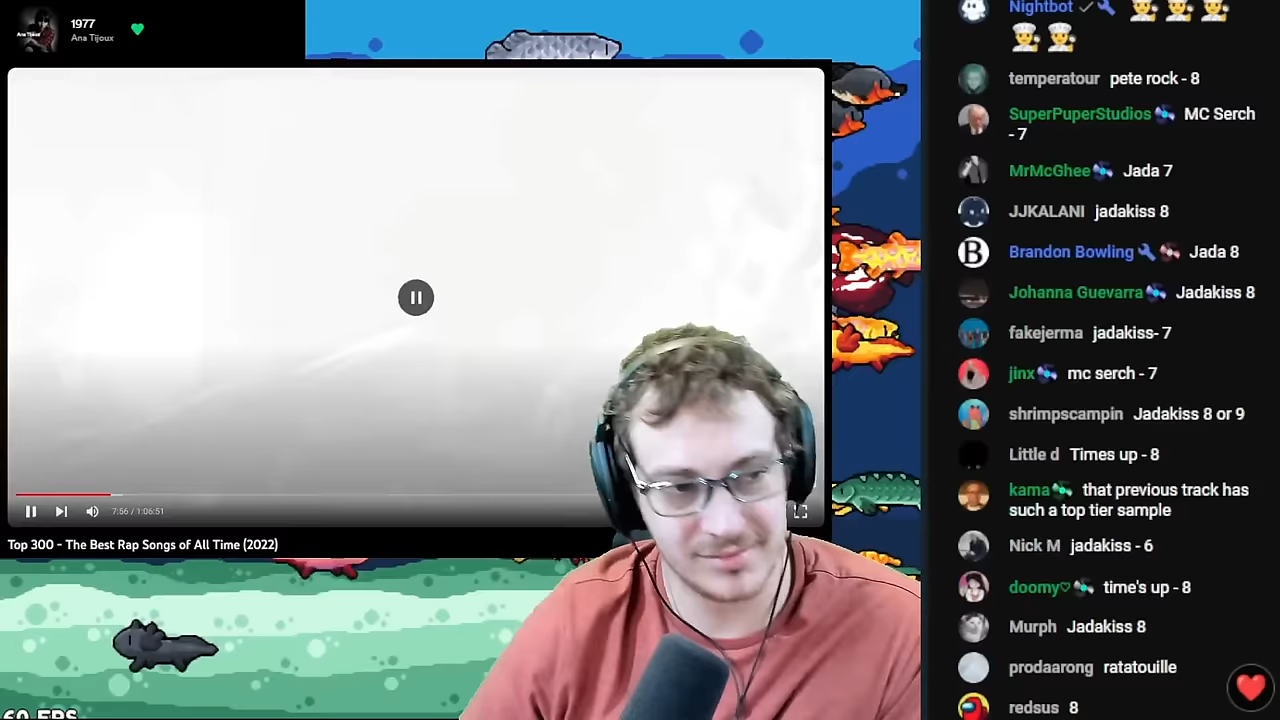 1977
Ana Tijoux
Ana Tijoux
7:56 / 1:06:51
Top 300 - The Best Rap Songs of All Time (2022)
60 FPS
Nightbot
temperatour pete rock - 8
SuperPuperStudios MC Serch
- 7
MrMcGhee Jada 7
JJKALANI jadakiss 8
B
Brandon Bowling Jada 8
Johanna Guevarra Jadakiss 8
fakejerma jadakiss- 7
jinx mc serch - 7
shrimpscampin Jadakiss 8 or 9
Little d Times up - 8
kama that previous track has
such a top tier sample
Nick M jadakiss - 6
doomy♡ time's up - 8
Murph Jadakiss 8
prodaarong ratatouille
redsus 8